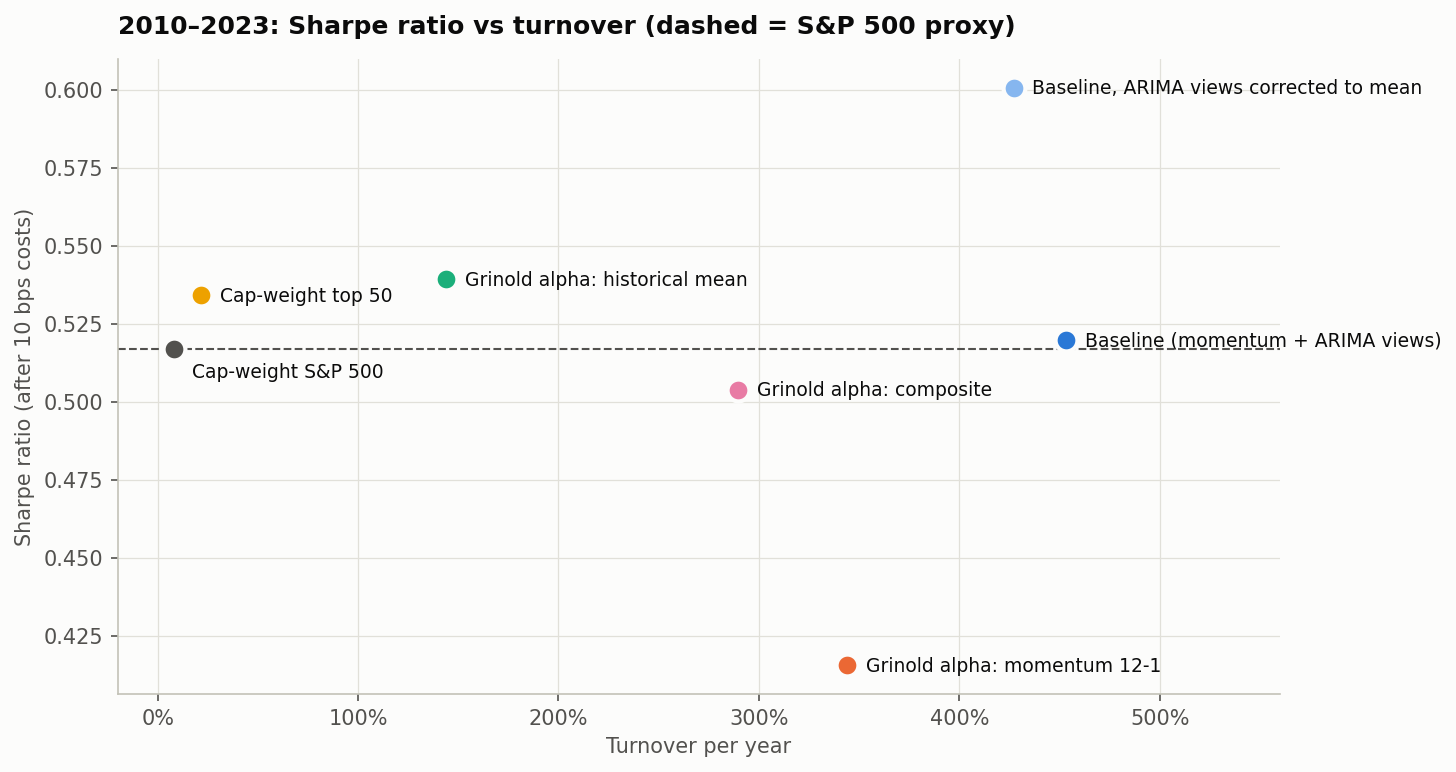 2010–2023: Sharpe ratio vs turnover (dashed = S&P 500 proxy)
Sharpe ratio (after 10 bps costs)
0.600
0.575
0.550
0.525
0.500
0.475
0.450
0.425
Baseline, ARIMA views corrected to mean
Grinold alpha: historical mean
Cap-weight top 50
Baseline (momentum + ARIMA views)
Cap-weight S&P 500
Grinold alpha: composite
Grinold alpha: momentum 12-1
0%
100%
200%
300%
400%
500%
Turnover per year